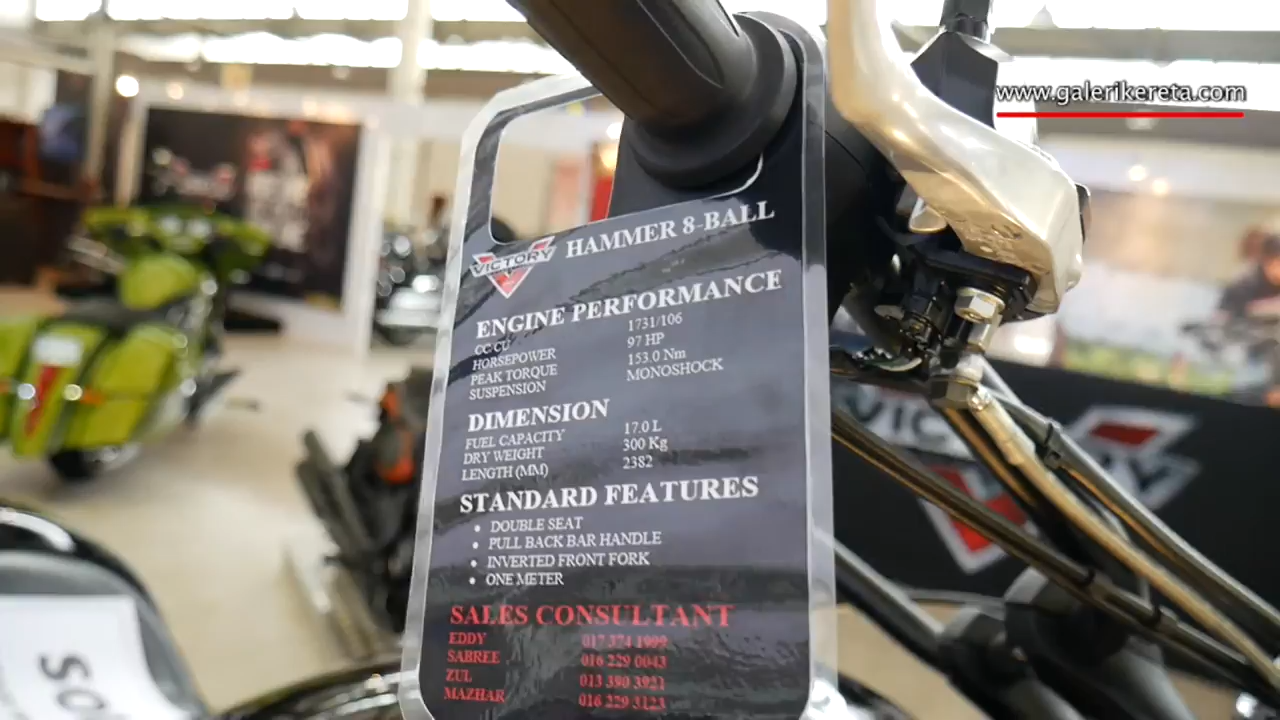 www.galerikereta.com
VICTORY HAMMER 8-BALL
ENGINE PERFORMANCE
CC CU 1731/106
HORSEPOWER 97 HP
PEAK TORQUE 153.0 Nm
SUSPENSION MONOSHOCK
DIMENSION
FUEL CAPACITY 17.0 L
DRY WEIGHT 300 Kg
LENGTH (MM) 2382
STANDARD FEATURES
• DOUBLE SEAT
• PULL BACK BAR HANDLE
• INVERTED FRONT FORK
• ONE METER
SALES CONSULTANT
EDDY 017 374 1999
SABREE 016 229 0043
ZUL 013 390 3921
MAZHAR 016 229 3123